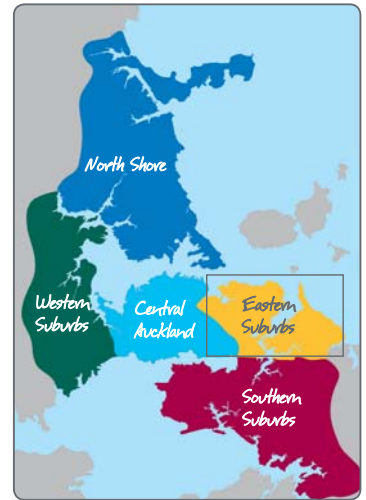 North Shore
Western
Suburbs
Central
Auckland
Eastern
Suburbs
Southern
Suburbs